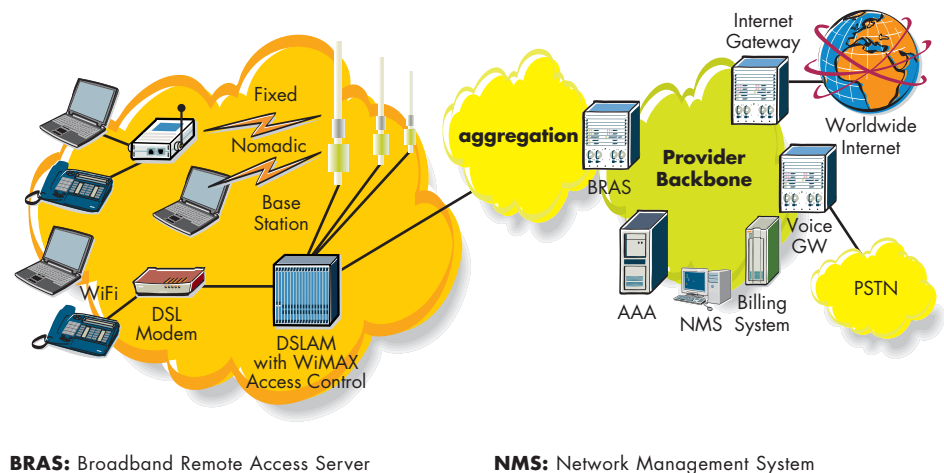 Internet
Gateway
Fixed
Nomadic
Base
Station
aggregation
BRAS
Provider
Backbone
Worldwide
Internet
Voice
GW
WiFi
DSL
Modem
DSLAM
with WiMAX
Access Control
AAA
NMS
Billing
System
PSTN
BRAS: Broadband Remote Access Server
NMS: Network Management System